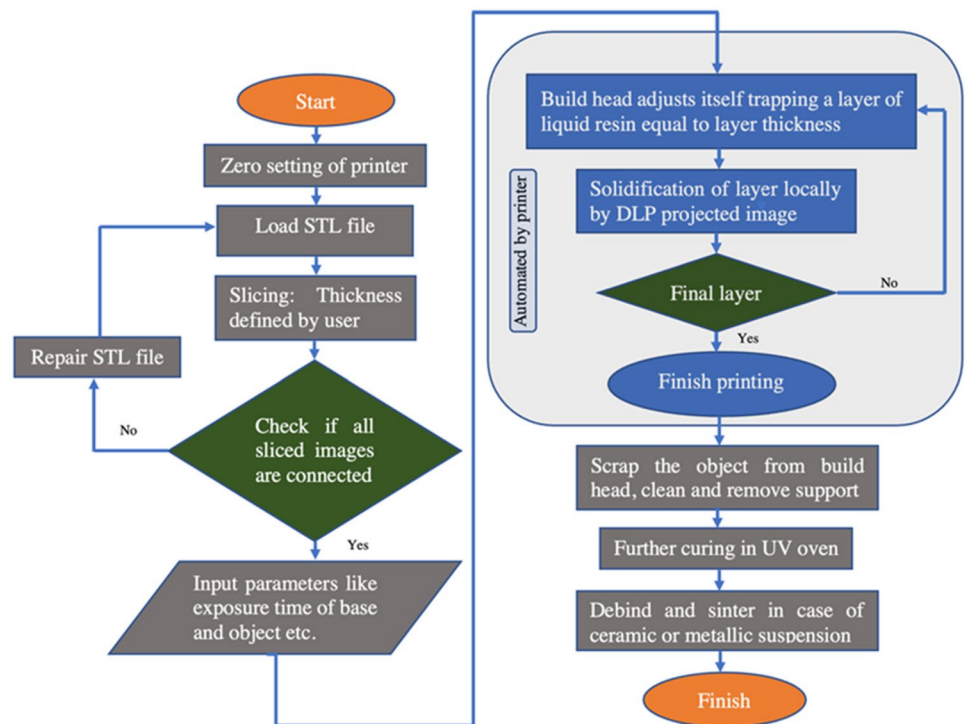 Start
Zero setting of printer
Load STL file
Slicing: Thickness
defined by user
Repair STL file
No
Check if all
sliced images
are connected
Yes
Input parameters like
exposure time of base
and object etc.
Automated by printer
Build head adjusts itself trapping a layer of
liquid resin equal to layer thickness
Solidification of layer locally
by DLP projected image
Final layer
No
Yes
Finish printing
Scrap the object from build
head, clean and remove support
Further curing in UV oven
Debind and sinter in case of
ceramic or metallic suspension
Finish